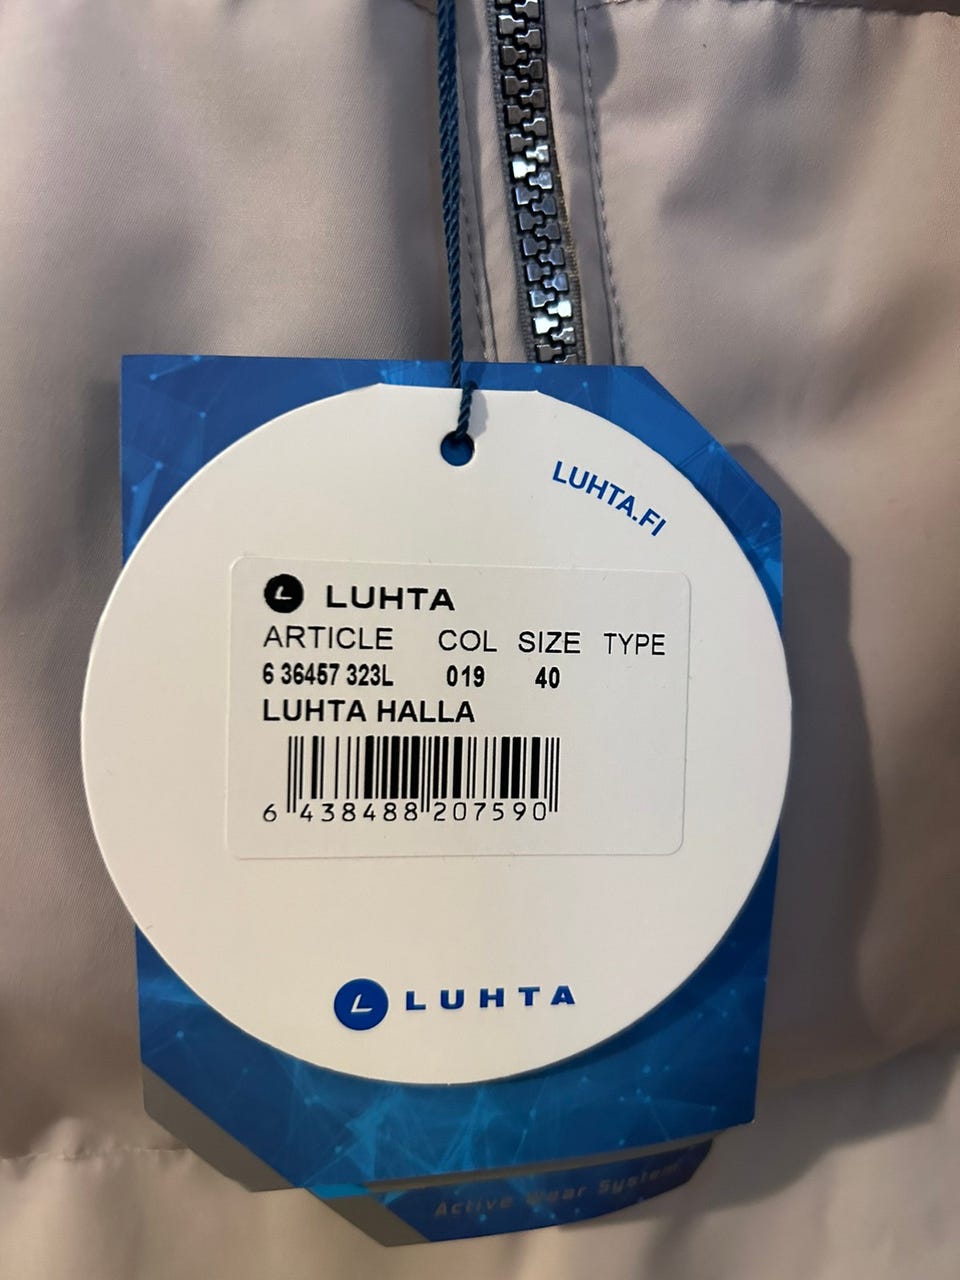 LUHTA.FI
LUHTA
ARTICLE COL SIZE TYPE
6 36457 323L 019 40
LUHTA HALLA
6 438488 207590
LUHTA
Active Wear System